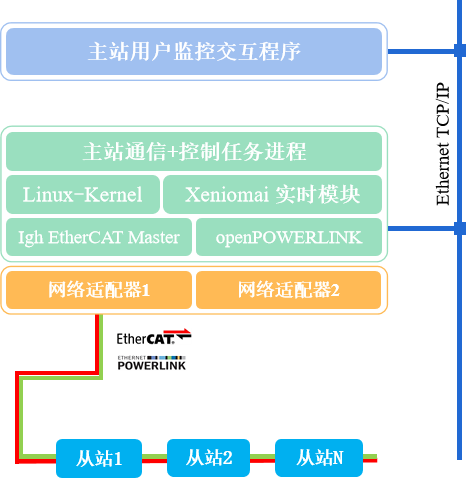 主站用户监控交互程序
Ethernet TCP/IP
主站通信+控制任务进程
Linux-Kernel
Xeniomai 实时模块
Igh EtherCAT Master
openPOWERLINK
网络适配器1
网络适配器2
EtherCAT
ETHERNET
POWERLINK
从站1
从站2
从站N